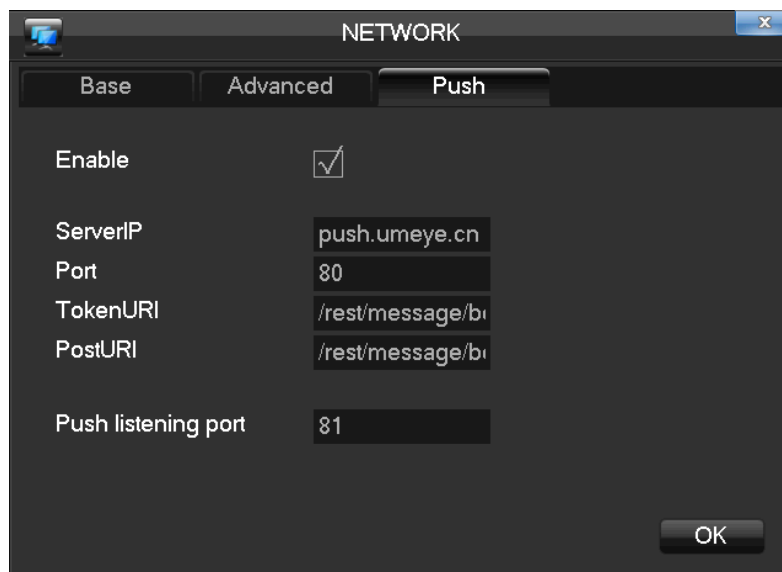 NETWORK
x
Base Advanced Push
Enable
ServerIP push.umeye.cn
Port 80
TokenURI /rest/message/b
PostURI /rest/message/b
Push listening port 81
OK